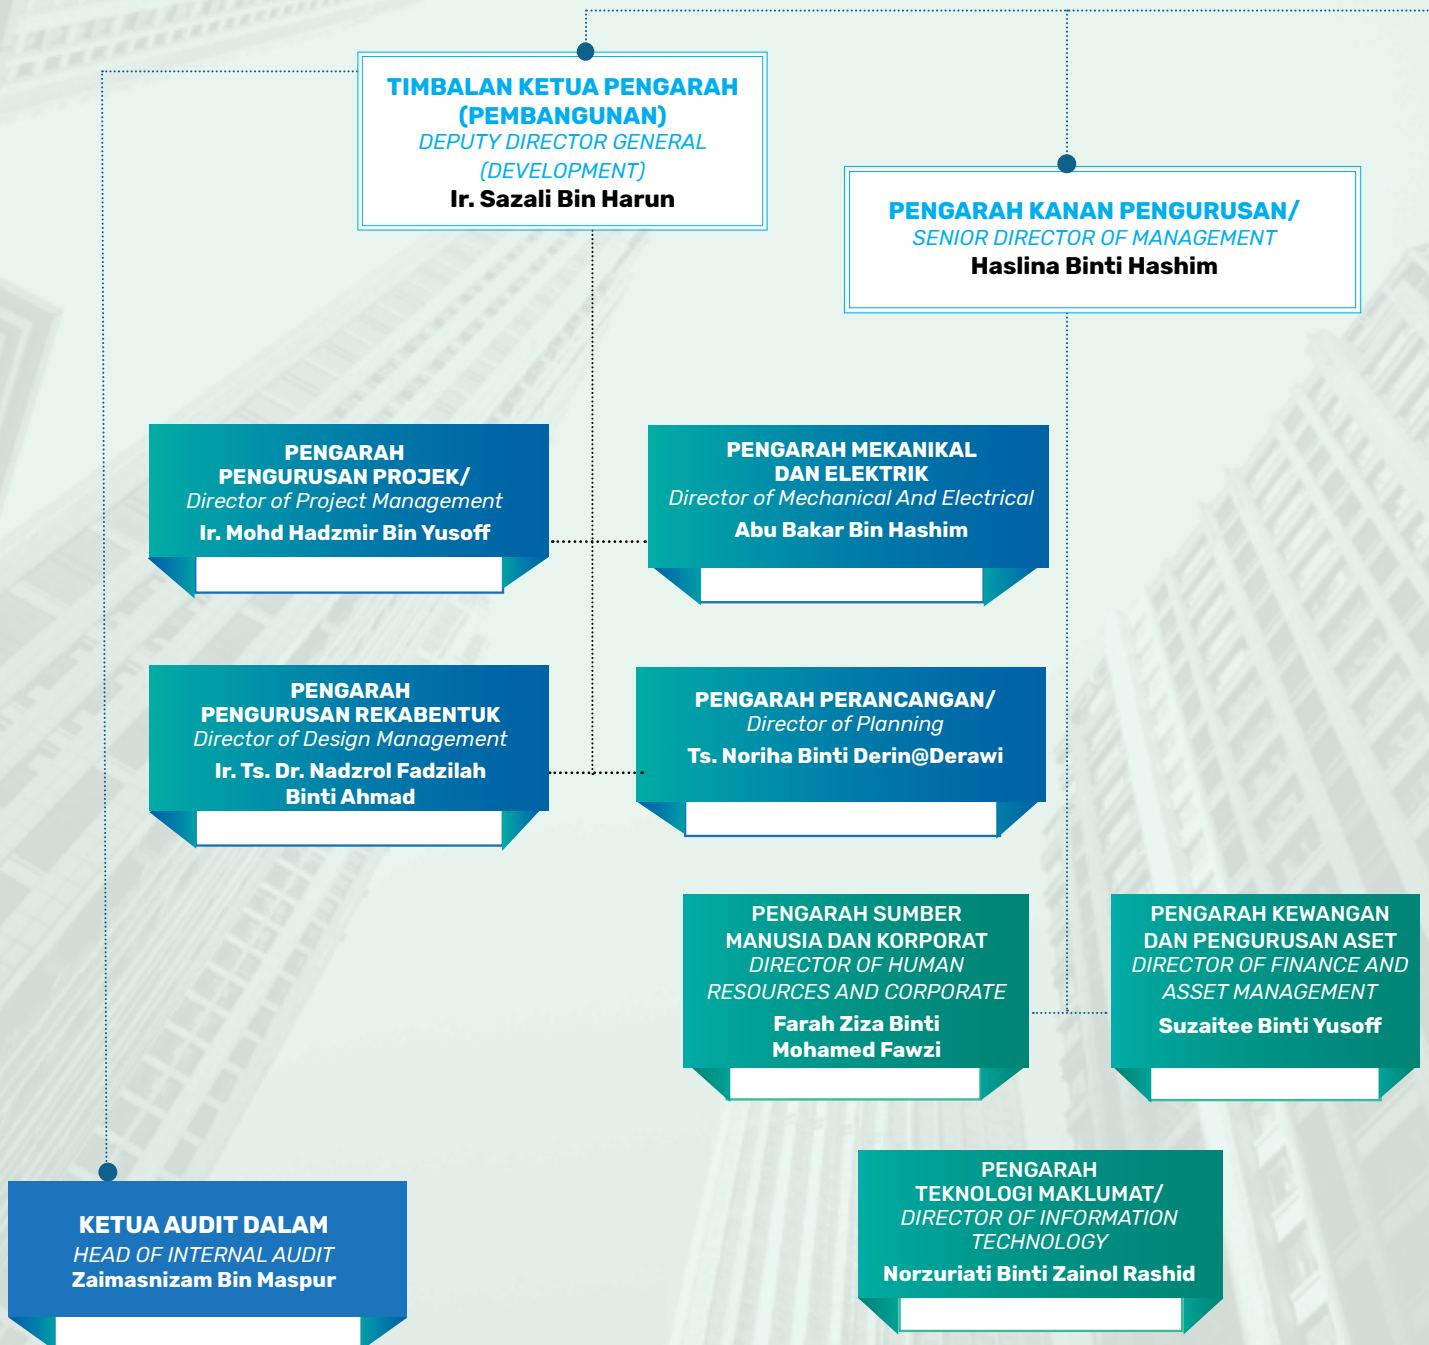 TIMBALAN KETUA PENGARAH
(PEMBANGUNAN)
DEPUTY DIRECTOR GENERAL
(DEVELOPMENT)
Ir. Sazali Bin Harun
PENGARAH KANAN PENGURUSAN/
SENIOR DIRECTOR OF MANAGEMENT
Haslina Binti Hashim
PENGARAH
PENGURUSAN PROJEK/
Director of Project Management
Ir. Mohd Hadzmir Bin Yusoff
PENGARAH MEKANIKAL
DAN ELEKTRIK
Director of Mechanical And Electrical
Abu Bakar Bin Hashim
PENGARAH
PENGURUSAN REKABENTUK
Director of Design Management
Ir. Ts. Dr. Nadzrol Fadzilah
Binti Ahmad
PENGARAH PERANCANGAN/
Director of Planning
Ts. Noriha Binti Derin@Derawi
PENGARAH SUMBER
MANUSIA DAN KORPORAT
DIRECTOR OF HUMAN
RESOURCES AND CORPORATE
Farah Ziza Binti
Mohamed Fawzi
PENGARAH KEWANGAN
DAN PENGURUSAN ASET
DIRECTOR OF FINANCE AND
ASSET MANAGEMENT
Suzaitee Binti Yusoff
PENGARAH
TEKNOLOGI MAKLUMAT/
DIRECTOR OF INFORMATION
TECHNOLOGY
Norzuriati Binti Zainol Rashid
KETUA AUDIT DALAM
HEAD OF INTERNAL AUDIT
Zaimasnizam Bin Maspur